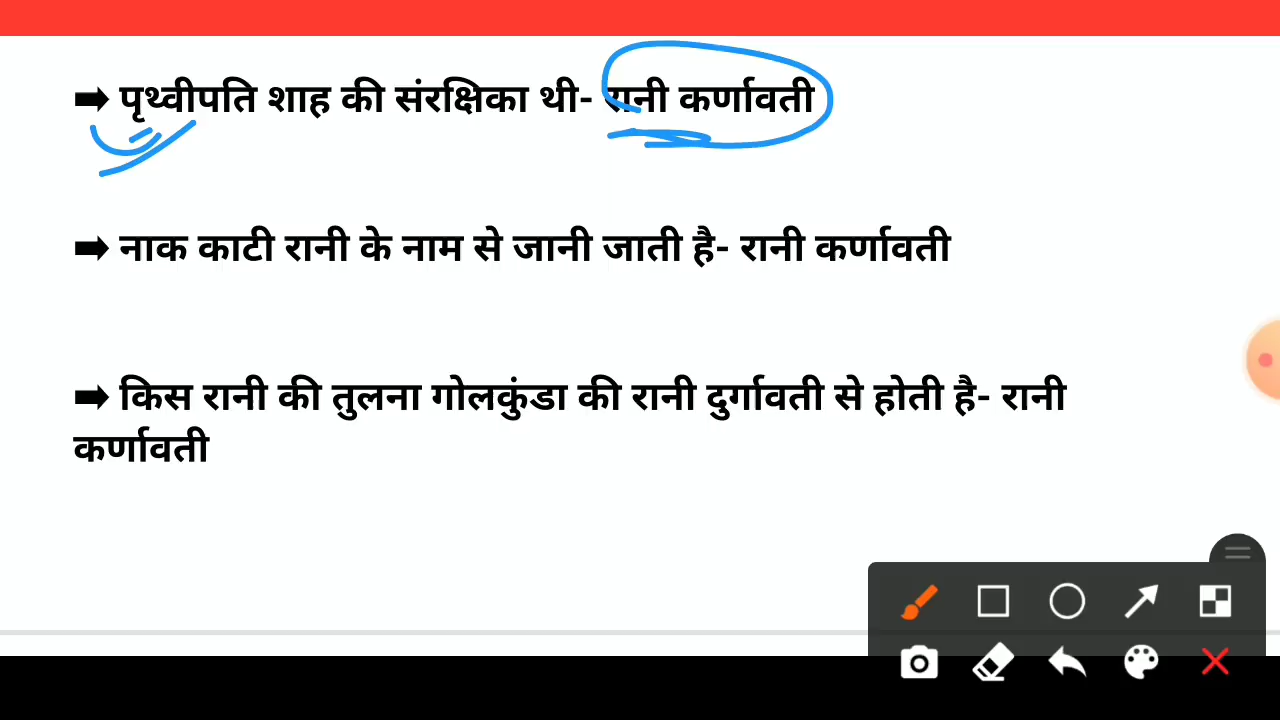 ➡ पृथ्वीपति शाह की संरक्षिका थी- रानी कर्णावती
➡ नाक काटी रानी के नाम से जानी जाती है- रानी कर्णावती
➡ किस रानी की तुलना गोलकुंडा की रानी दुर्गावती से होती है- रानी
कर्णावती